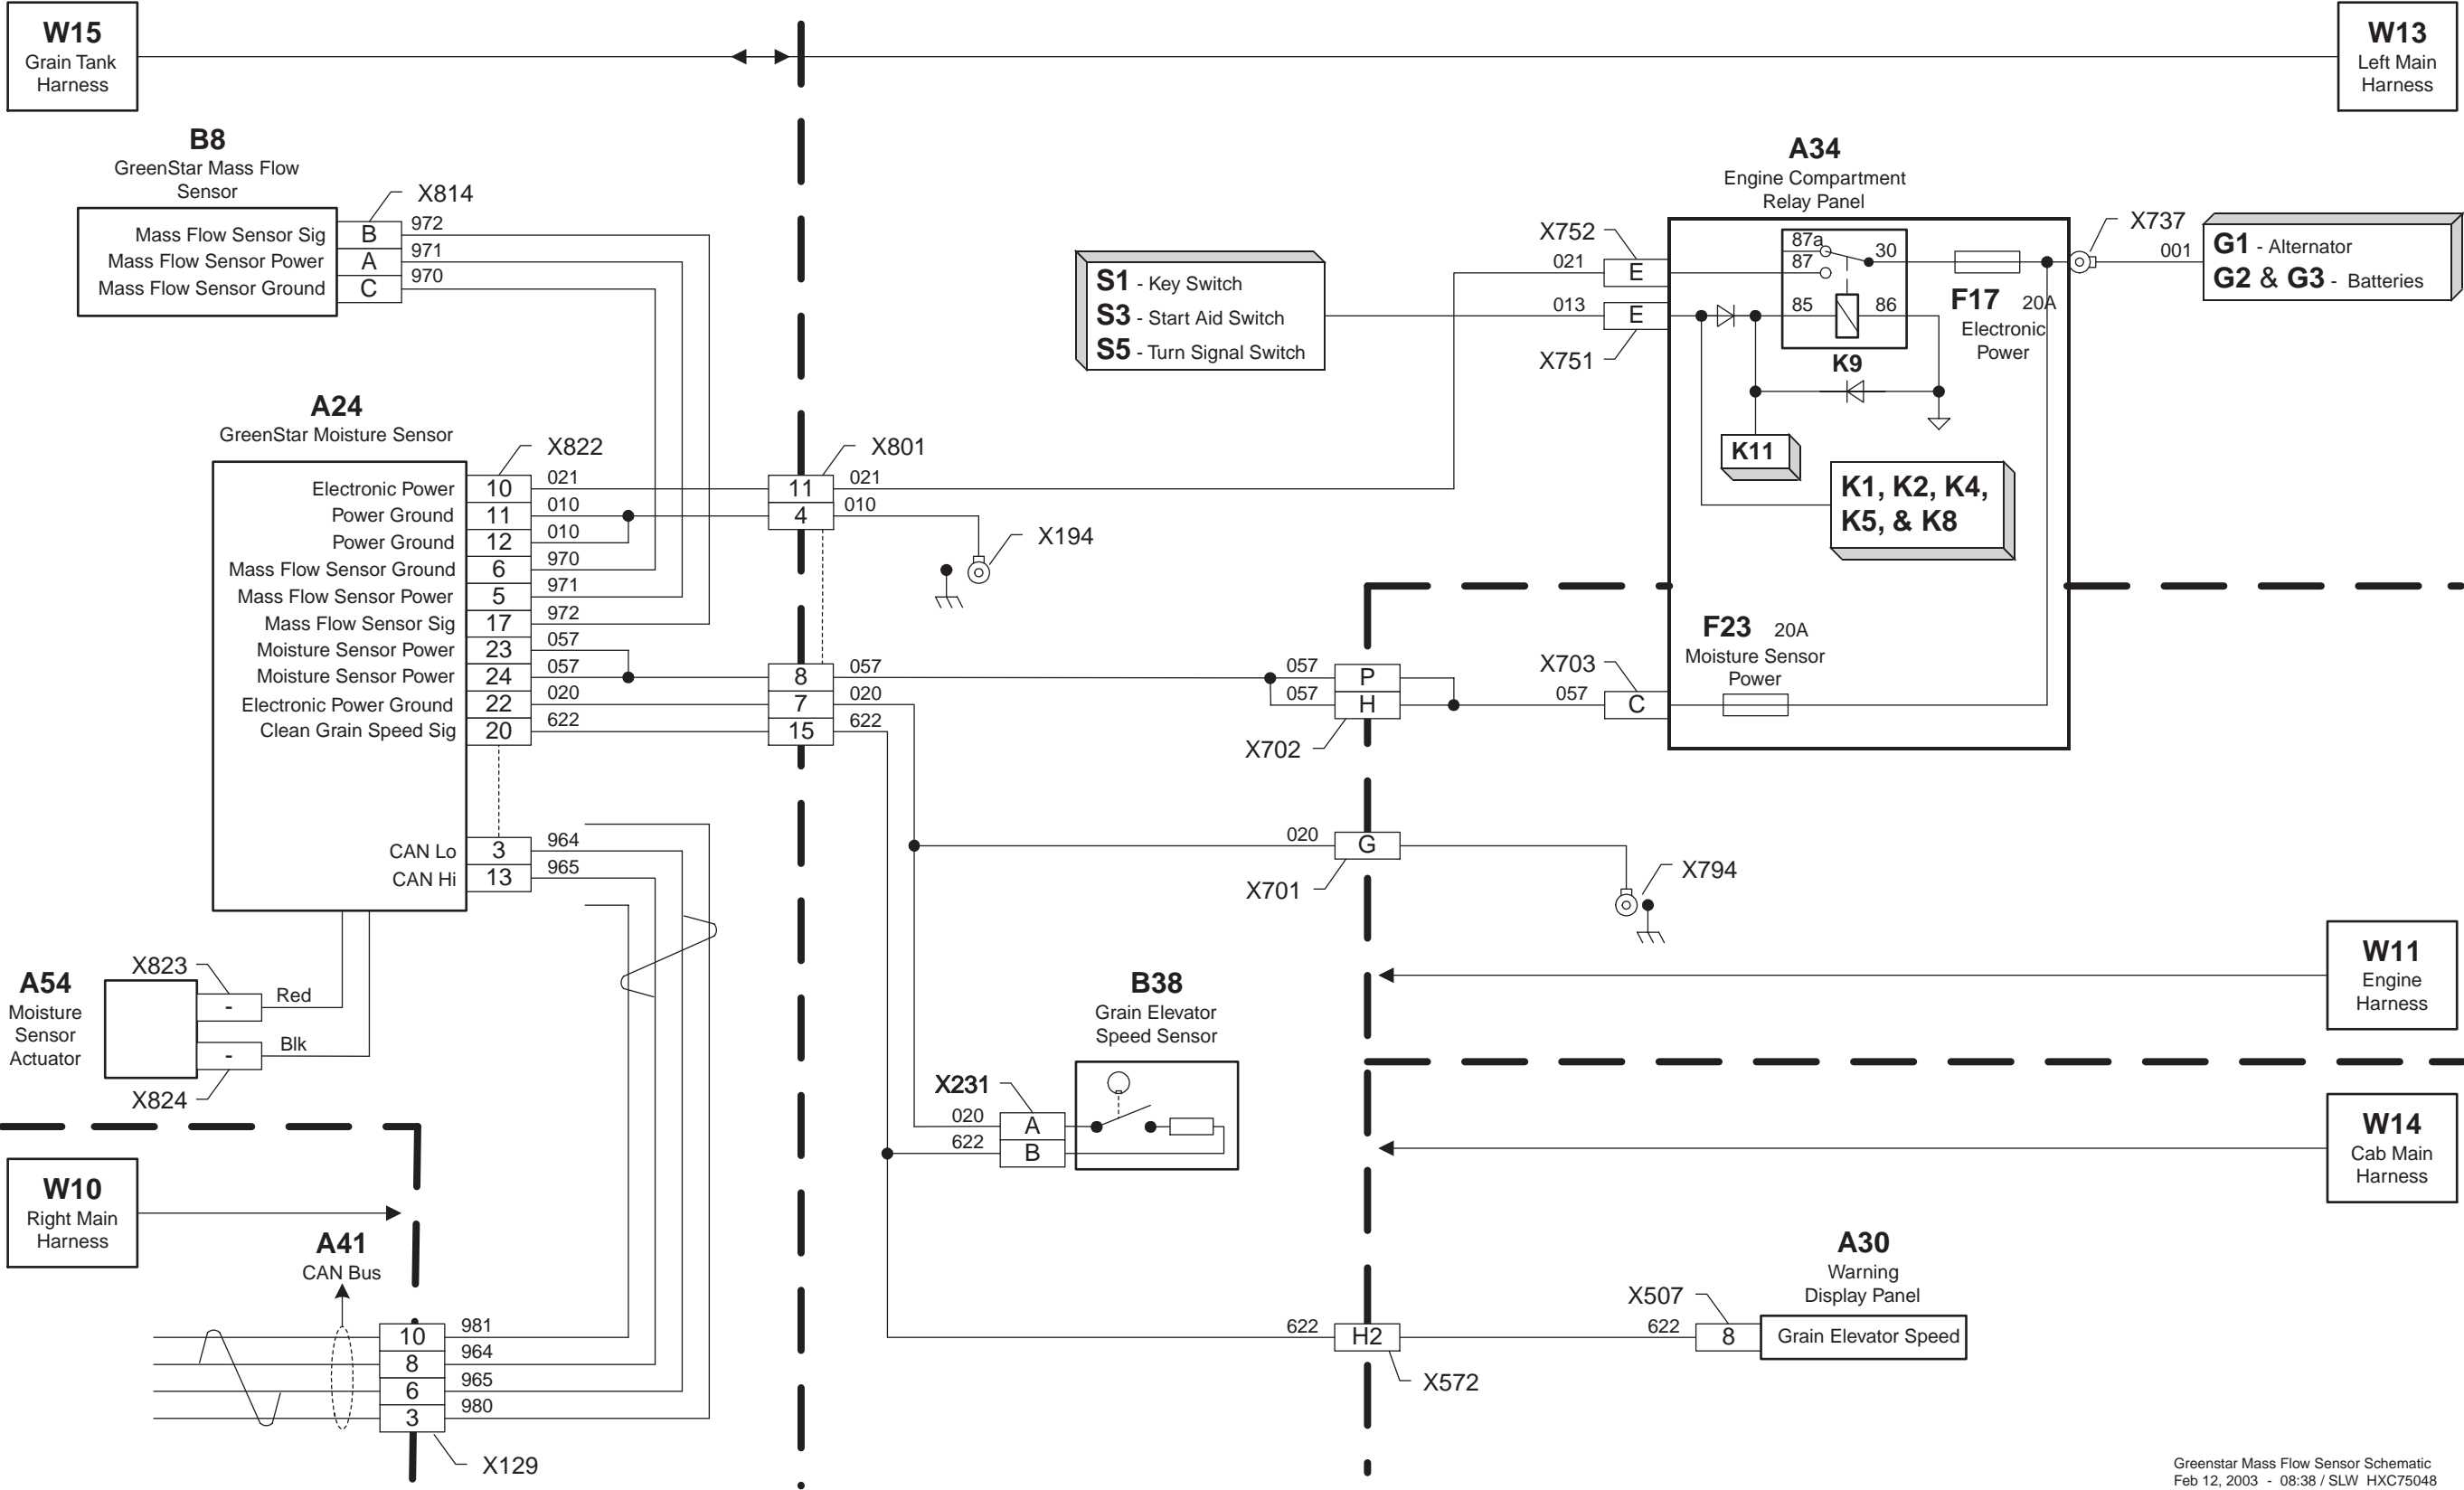 W15
Grain Tank
Harness
W13
Left Main
Harness
B8
GreenStar Mass Flow
Sensor
X814
Mass Flow Sensor Sig B 972
Mass Flow Sensor Power A 971
Mass Flow Sensor Ground C 970
A34
Engine Compartment
Relay Panel
X752
021 E
013 E
X751
S1 - Key Switch
S3 - Start Aid Switch
S5 - Turn Signal Switch
87a
87
30
85
86
K9
F17 20A
Electronic
Power
X737
001
G1 - Alternator
G2 & G3 - Batteries
K11
K1, K2, K4,
K5, & K8
A24
GreenStar Moisture Sensor
X822
X801
Electronic Power 10 021 11 021
Power Ground 11 010 4 010
Power Ground 12 010
Mass Flow Sensor Ground 6 970
Mass Flow Sensor Power 5 971
Mass Flow Sensor Sig 17 972
Moisture Sensor Power 23 057
Moisture Sensor Power 24 057 8 057
Electronic Power Ground 22 020 7 020
Clean Grain Speed Sig 20 622 15 622
CAN Lo 3 964
CAN Hi 13 965
X194
057 P
057 H
X702
X703
057 C
F23 20A
Moisture Sensor
Power
020 G
X701
X794
W11
Engine
Harness
A54
Moisture
Sensor
Actuator
X823
- Red
- Blk
X824
B38
Grain Elevator
Speed Sensor
X231
020 A
622 B
W14
Cab Main
Harness
W10
Right Main
Harness
A41
CAN Bus
10 981
8 964
6 965
3 980
X129
A30
Warning
Display Panel
X507
622 H2 622 8 Grain Elevator Speed
X572
Greenstar Mass Flow Sensor Schematic
Feb 12, 2003 - 08:38 / SLW HXC75048